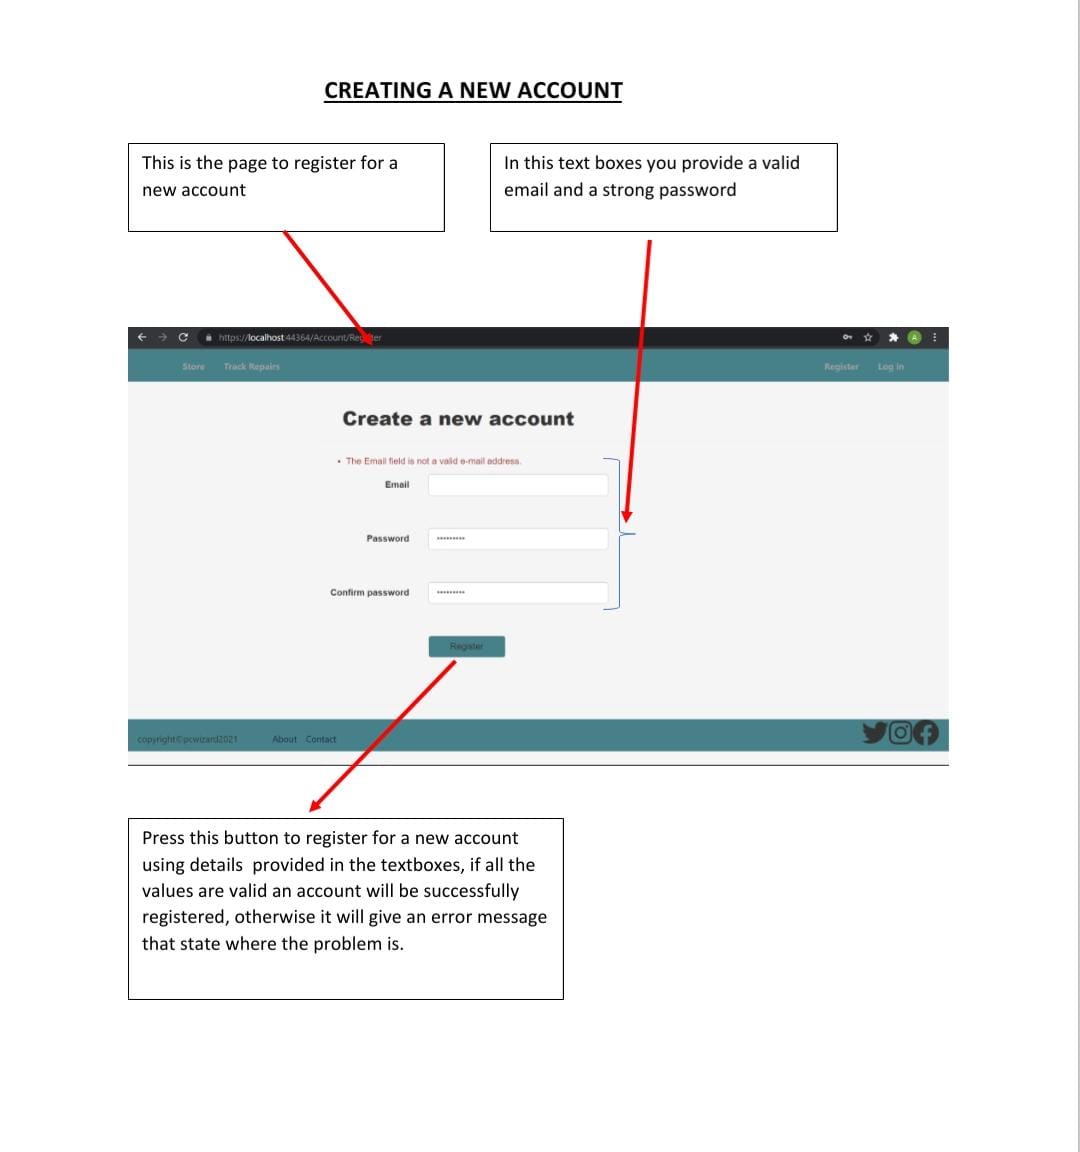 CREATING A NEW ACCOUNT
This is the page to register for a
new account
In this text boxes you provide a valid
email and a strong password
https://localhost:44364/Account/Register
A
Store Track Repairs Register Log in
Create a new account
• The Email field is not a valid e-mail address.
Email
Password •••••••••
Confirm password •••••••••
Register
copyright©pcwizard2021 About Contact
Press this button to register for a new account
using details  provided in the textboxes, if all the
values are valid an account will be successfully
registered, otherwise it will give an error message
that state where the problem is.